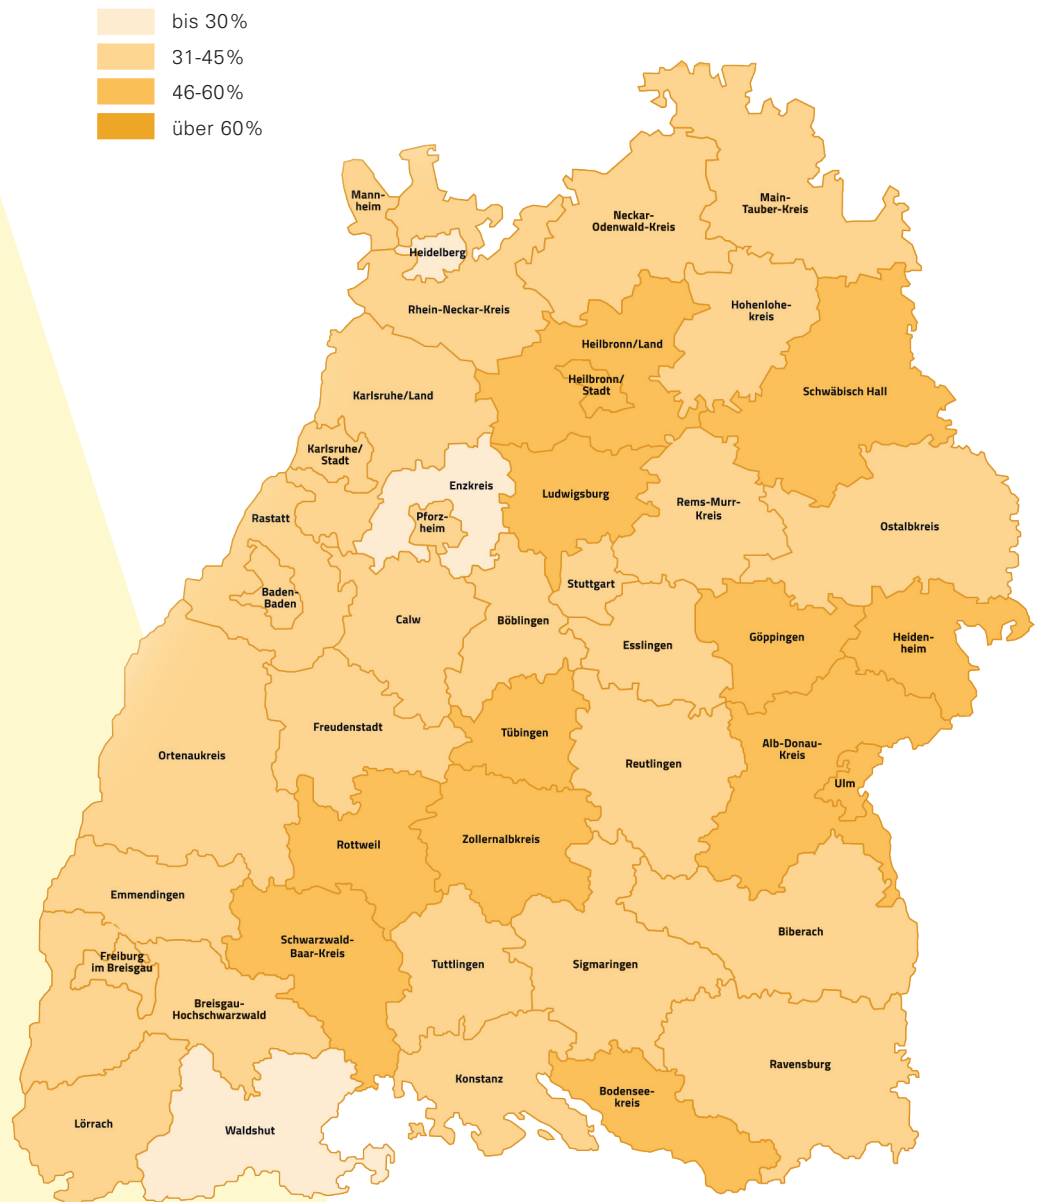 bis 30%
31-45%
46-60%
über 60%
Mann-
heim
Main-
Tauber-Kreis
Neckar-
Odenwald-Kreis
Heidelberg
Rhein-Neckar-Kreis
Hohenlohe-
kreis
Heilbronn/Land
Heilbronn/
Stadt
Karlsruhe/Land
Schwäbisch Hall
Karlsruhe/
Stadt
Enzkreis
Ludwigsburg
Rems-Murr-
Kreis
Rastatt
Pforz-
heim
Ostalbkreis
Stuttgart
Baden-
Baden
Calw
Böblingen
Esslingen
Göppingen
Heiden-
heim
Freudenstadt
Tübingen
Alb-Donau-
Kreis
Ortenaukreis
Reutlingen
Ulm
Rottweil
Zollernalbkreis
Emmendingen
Schwarzwald-
Baar-Kreis
Biberach
Freiburg
im Breisgau
Tuttlingen
Sigmaringen
Breisgau-
Hochschwarzwald
Ravensburg
Konstanz
Bodensee-
kreis
Lörrach
Waldshut